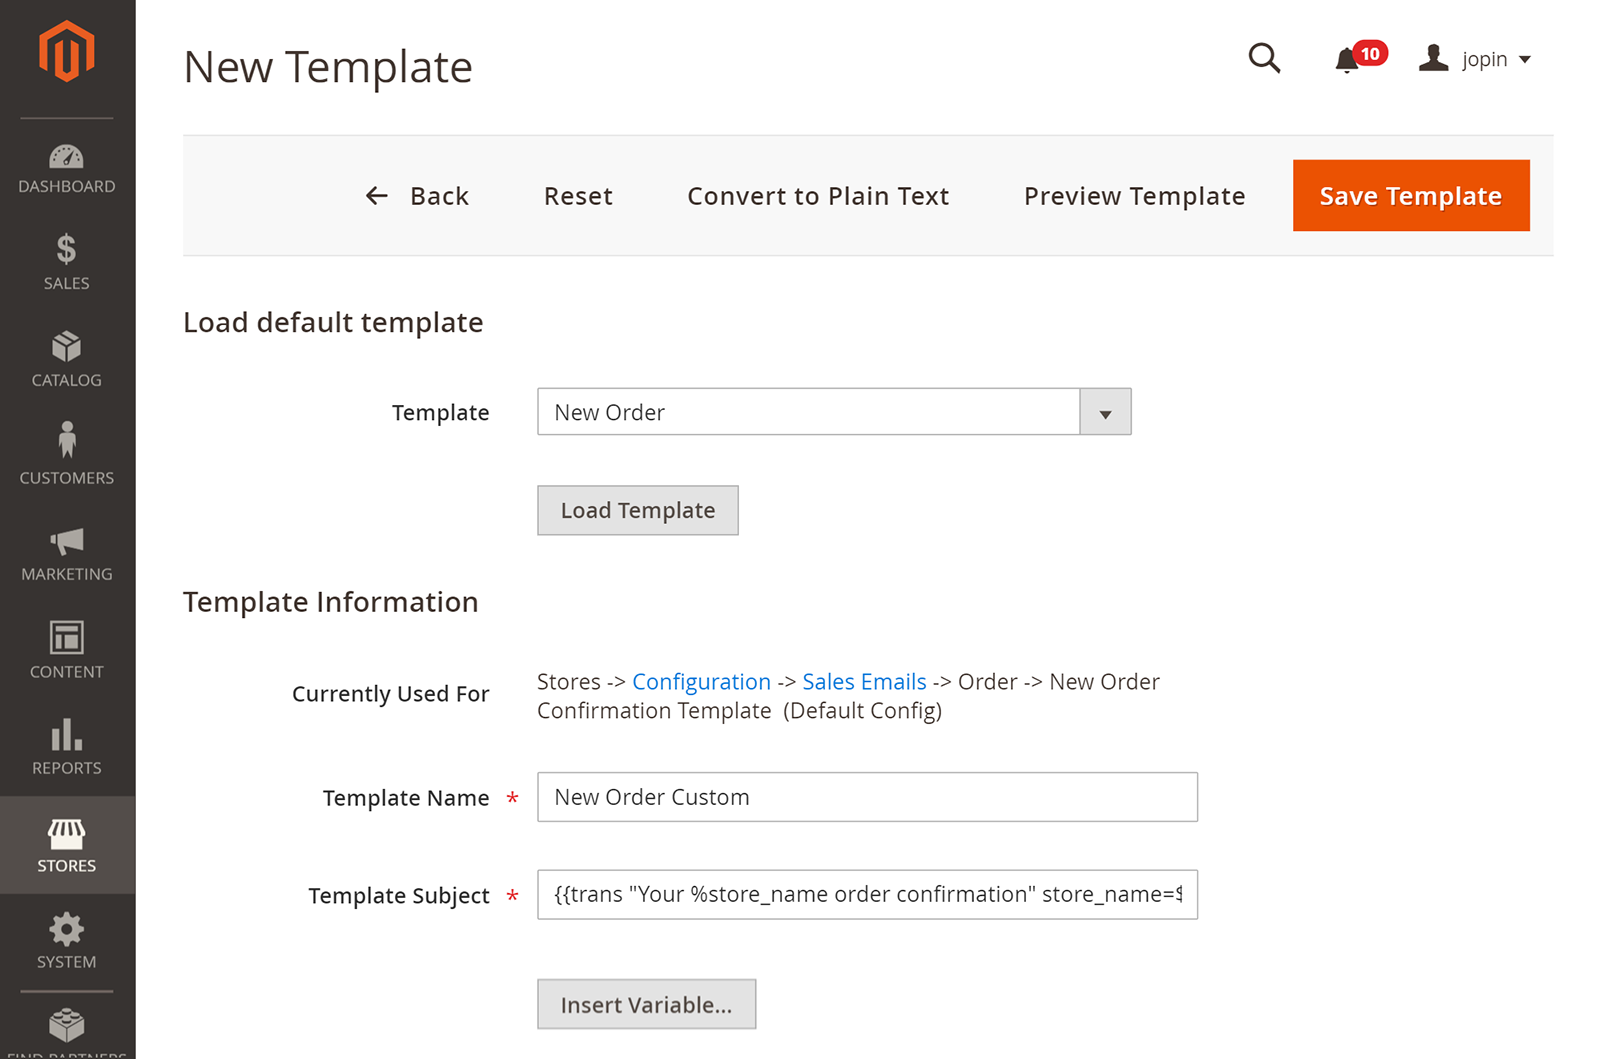 New Template
10
jopin
DASHBOARD
SALES
CATALOG
CUSTOMERS
MARKETING
CONTENT
REPORTS
STORES
SYSTEM
FIND PARTNERS
Back
Reset
Convert to Plain Text
Preview Template
Save Template
Load default template
Template
New Order
Load Template
Template Information
Currently Used For
Stores -> Configuration -> Sales Emails -> Order -> New Order
Confirmation Template (Default Config)
Template Name *
New Order Custom
Template Subject *
{{trans "Your %store_name order confirmation" store_name=$
Insert Variable...